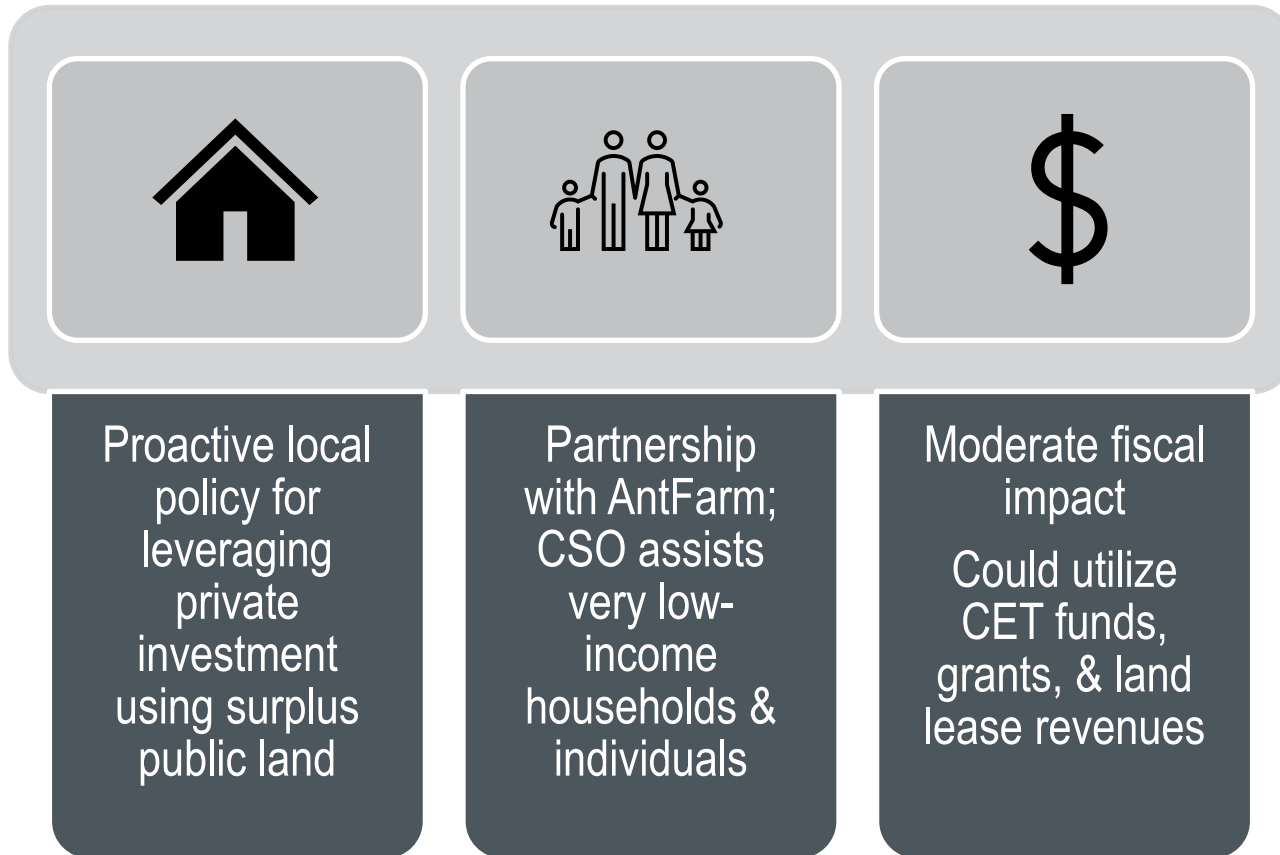 Proactive local
policy for
leveraging
private
investment
using surplus
public land
Partnership
with AntFarm;
CSO assists
very low-
income
households &
individuals
Moderate fiscal
impact
Could utilize
CET funds,
grants, & land
lease revenues